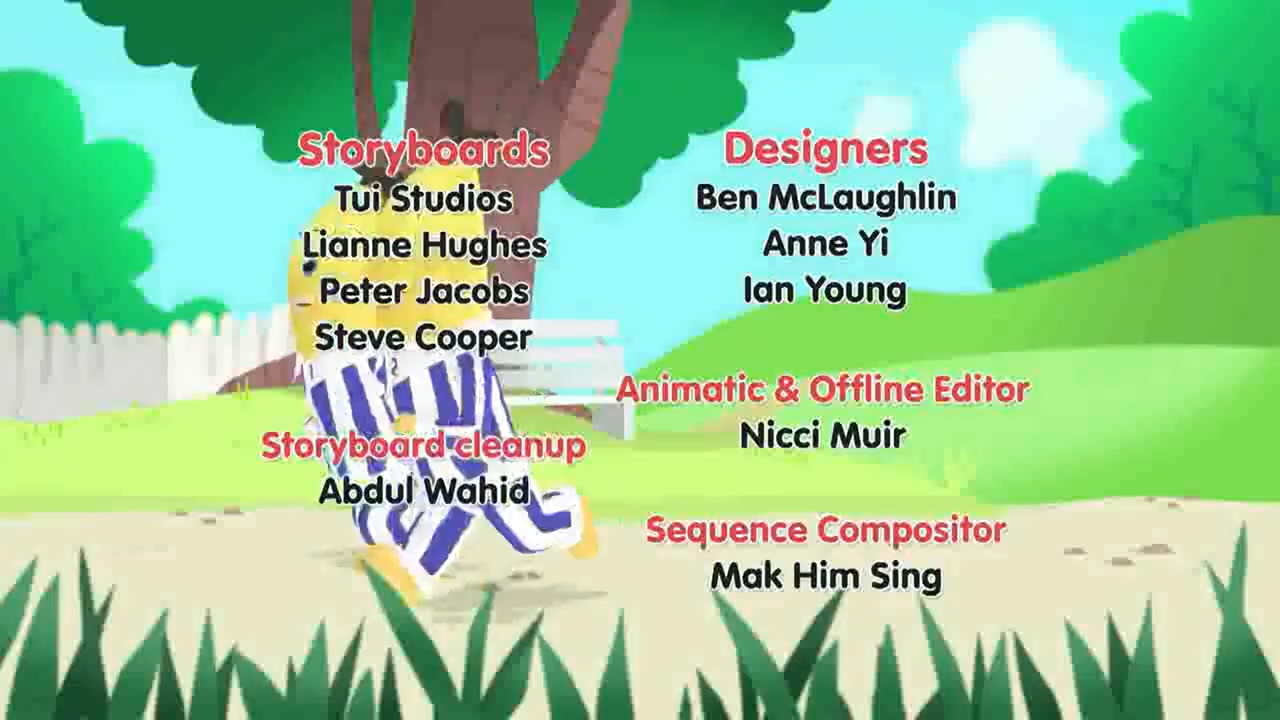 Storyboards
Tui Studios
Lianne Hughes
Peter Jacobs
Steve Cooper
Storyboard cleanup
Abdul Wahid
Designers
Ben McLaughlin
Anne Yi
Ian Young
Animatic & Offline Editor
Nicci Muir
Sequence Compositor
Mak Him Sing